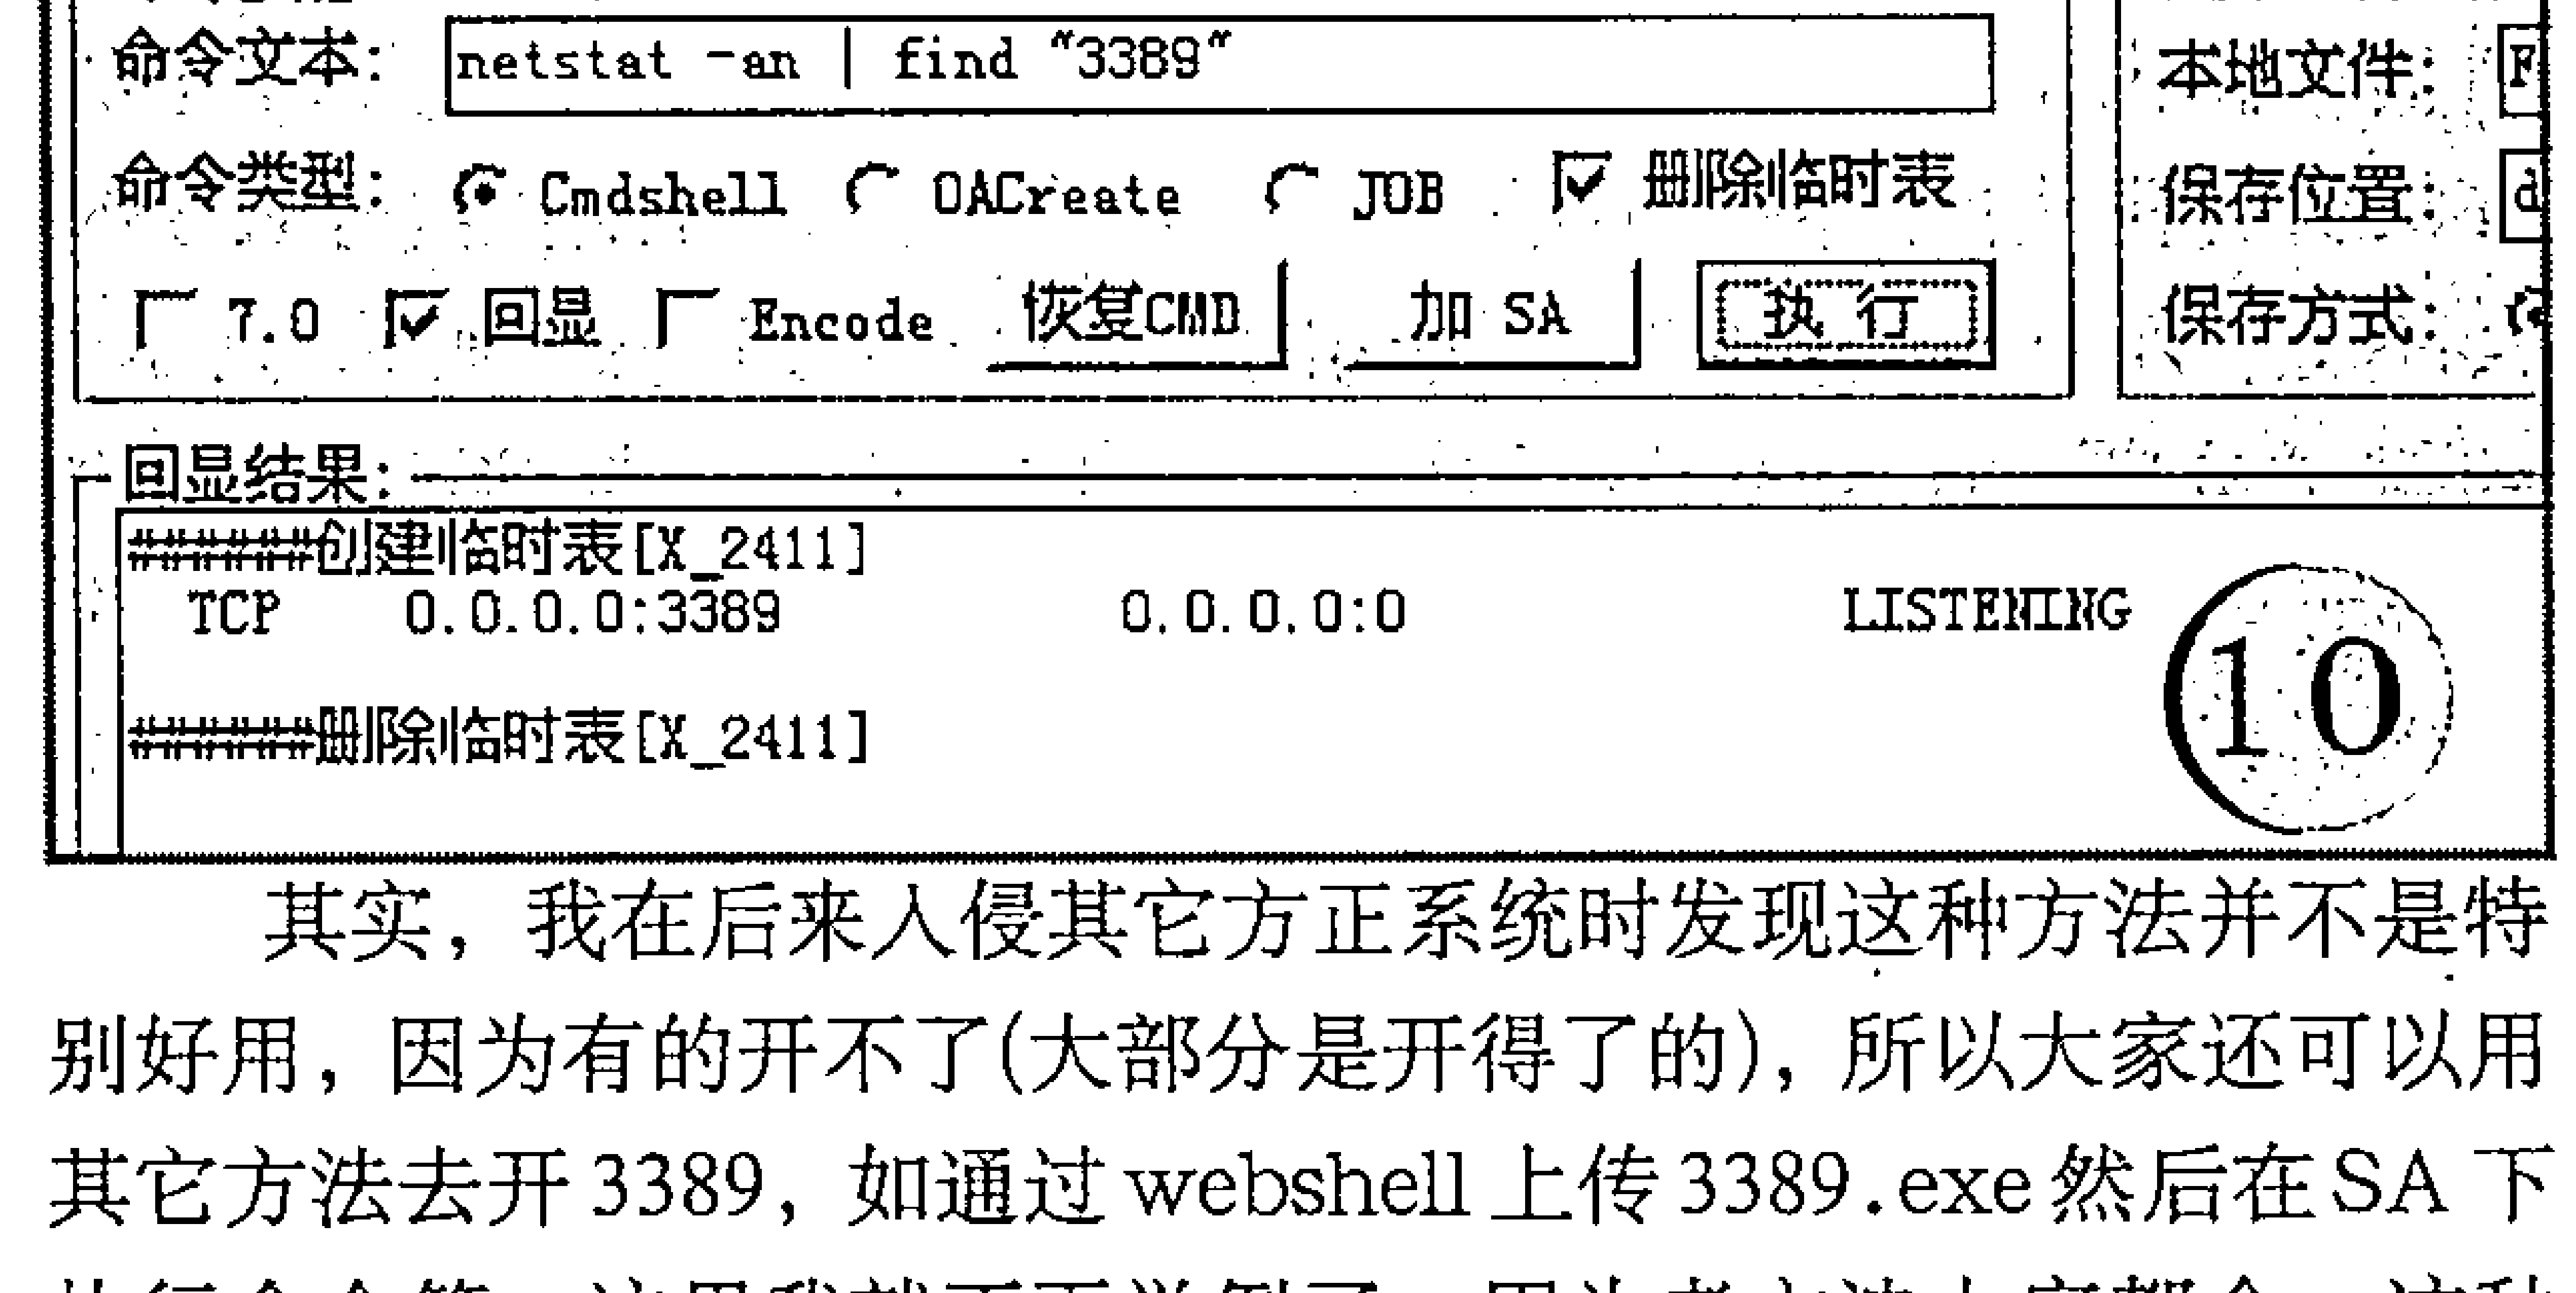 命令文本: netstat -an | find "3389" 本地文件: F
命令类型: Cmdshell OACreate JOB 删除临时表 保存位置: d
7.0 回显 Encode 恢复CMD 加 SA 执 行 保存方式:
回显结果:
######创建临时表[X_2411]
TCP 0.0.0.0:3389 0.0.0.0:0 LISTENING
10
######删除临时表[X_2411]
其实，我在后来入侵其它方正系统时发现这种方法并不是特
别好用，因为有的开不了(大部分是开得了的)，所以大家还可以用
其它方法去开3389，如通过webshell上传3389.exe然后在SA下